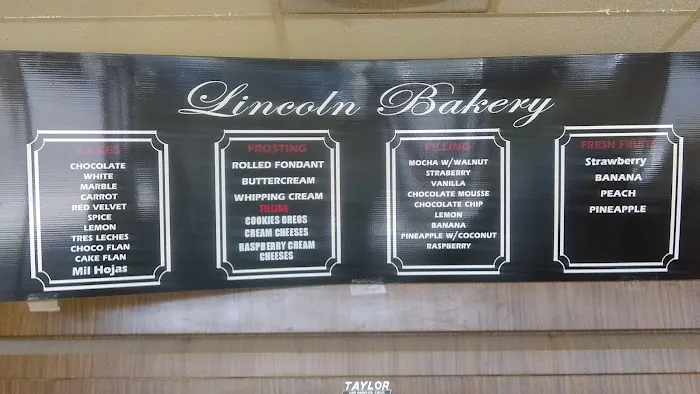 Lincoln Bakery
CAKES
CHOCOLATE
WHITE
MARBLE
CARROT
RED VELVET
SPICE
LEMON
TRES LECHES
CHOCO FLAN
CAKE FLAN
Mil Hojas
FROSTING
ROLLED FONDANT
BUTTERCREAM
WHIPPING CREAM
FILLING
COOKIES OREOS
CREAM CHEESES
RASPBERRY CREAM
CHEESES
FILLING
MOCHA W/WALNUT
STRABERRY
VANILLA
CHOCOLATE MOUSSE
CHOCOLATE CHIP
LEMON
BANANA
PINEAPPLE W/COCONUT
RASPBERRY
FRESH FRUITS
Strawberry
BANANA
PEACH
PINEAPPLE
TAYLOR